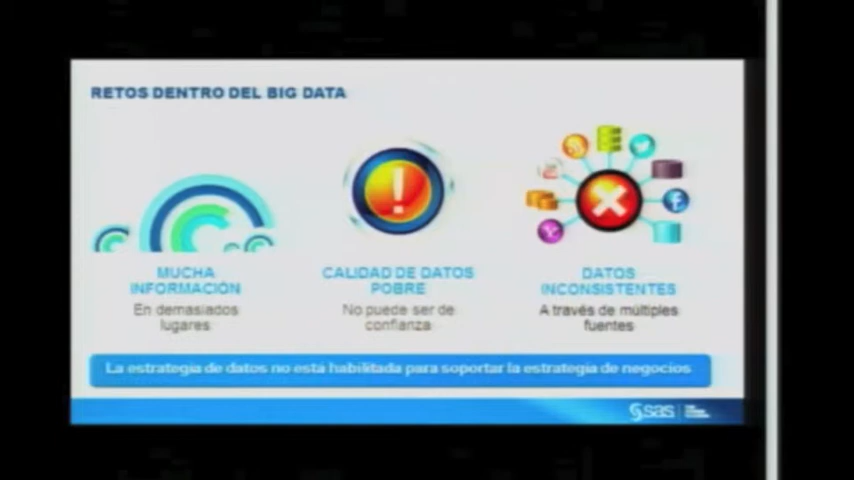 RETOS DENTRO DEL BIG DATA
MUCHA
INFORMACIÓN
En demasiados
lugares
CALIDAD DE DATOS
POBRE
No puede ser de
confianza
DATOS
INCONSISTENTES
A través de múltiples
fuentes
La estrategia de datos no está habilitada para soportar la estrategia de negocios
sas